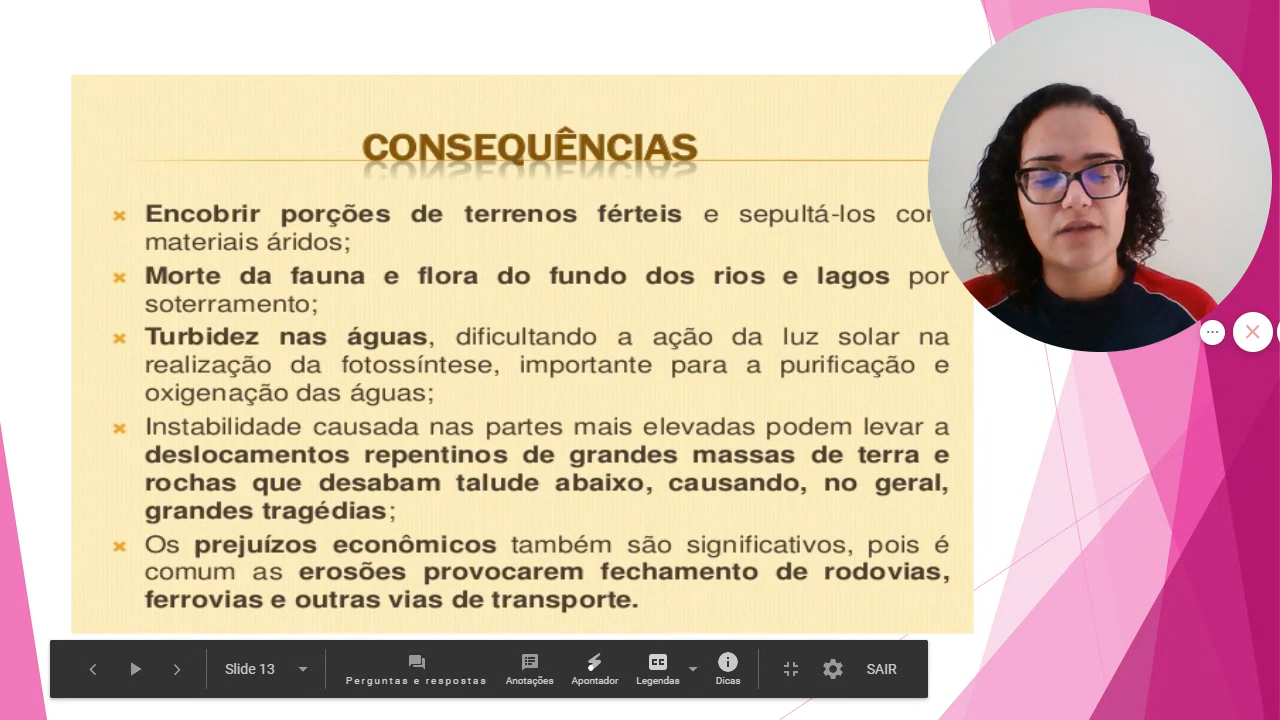 CONSEQUÊNCIAS
Encobrir porções de terrenos férteis e sepultá-los
materiais áridos;
Morte da fauna e flora do fundo dos rios e lagos por
soterramento;
Turbidez nas águas, dificultando a ação da luz solar na
realização da fotossíntese, importante para a purificação e
oxigenação das águas;
Instabilidade causada nas partes mais elevadas podem levar a
deslocamentos repentinos de grandes massas de terra e
rochas que desabam talude abaixo, causando, no geral,
grandes tragédias;
Os prejuízos econômicos também são significativos, pois é
comum as erosões provocarem fechamento de rodovias,
ferrovias e outras vias de transporte.
Slide 13
Perguntas e respostas
Anotações
Apontador
CC
Legendas
Dicas
SAIR